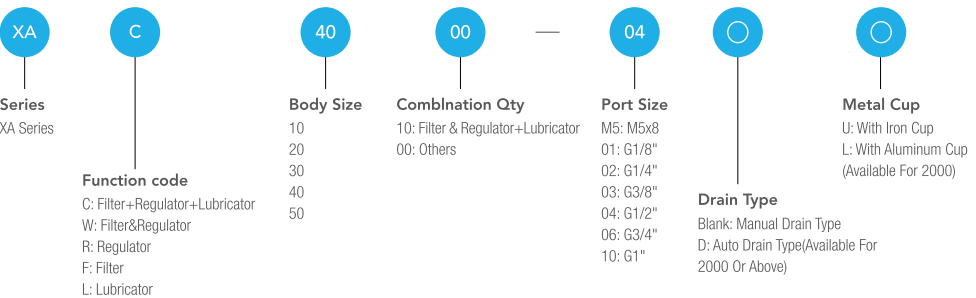 XA C 40 00 — 04 ○ ○
Series
XA Series
Function code
C: Filter+Regulator+Lubricator
W: Filter&Regulator
R: Regulator
F: Filter
L: Lubricator
Body Size
10
20
30
40
50
Comblnation Qty
10: Filter & Regulator+Lubricator
00: Others
Port Size
M5: M5x8
01: G1/8"
02: G1/4"
03: G3/8"
04: G1/2"
06: G3/4"
10: G1"
Drain Type
Blank: Manual Drain Type
D: Auto Drain Type(Available For
2000 Or Above)
Metal Cup
U: With Iron Cup
L: With Aluminum Cup
(Available For 2000)